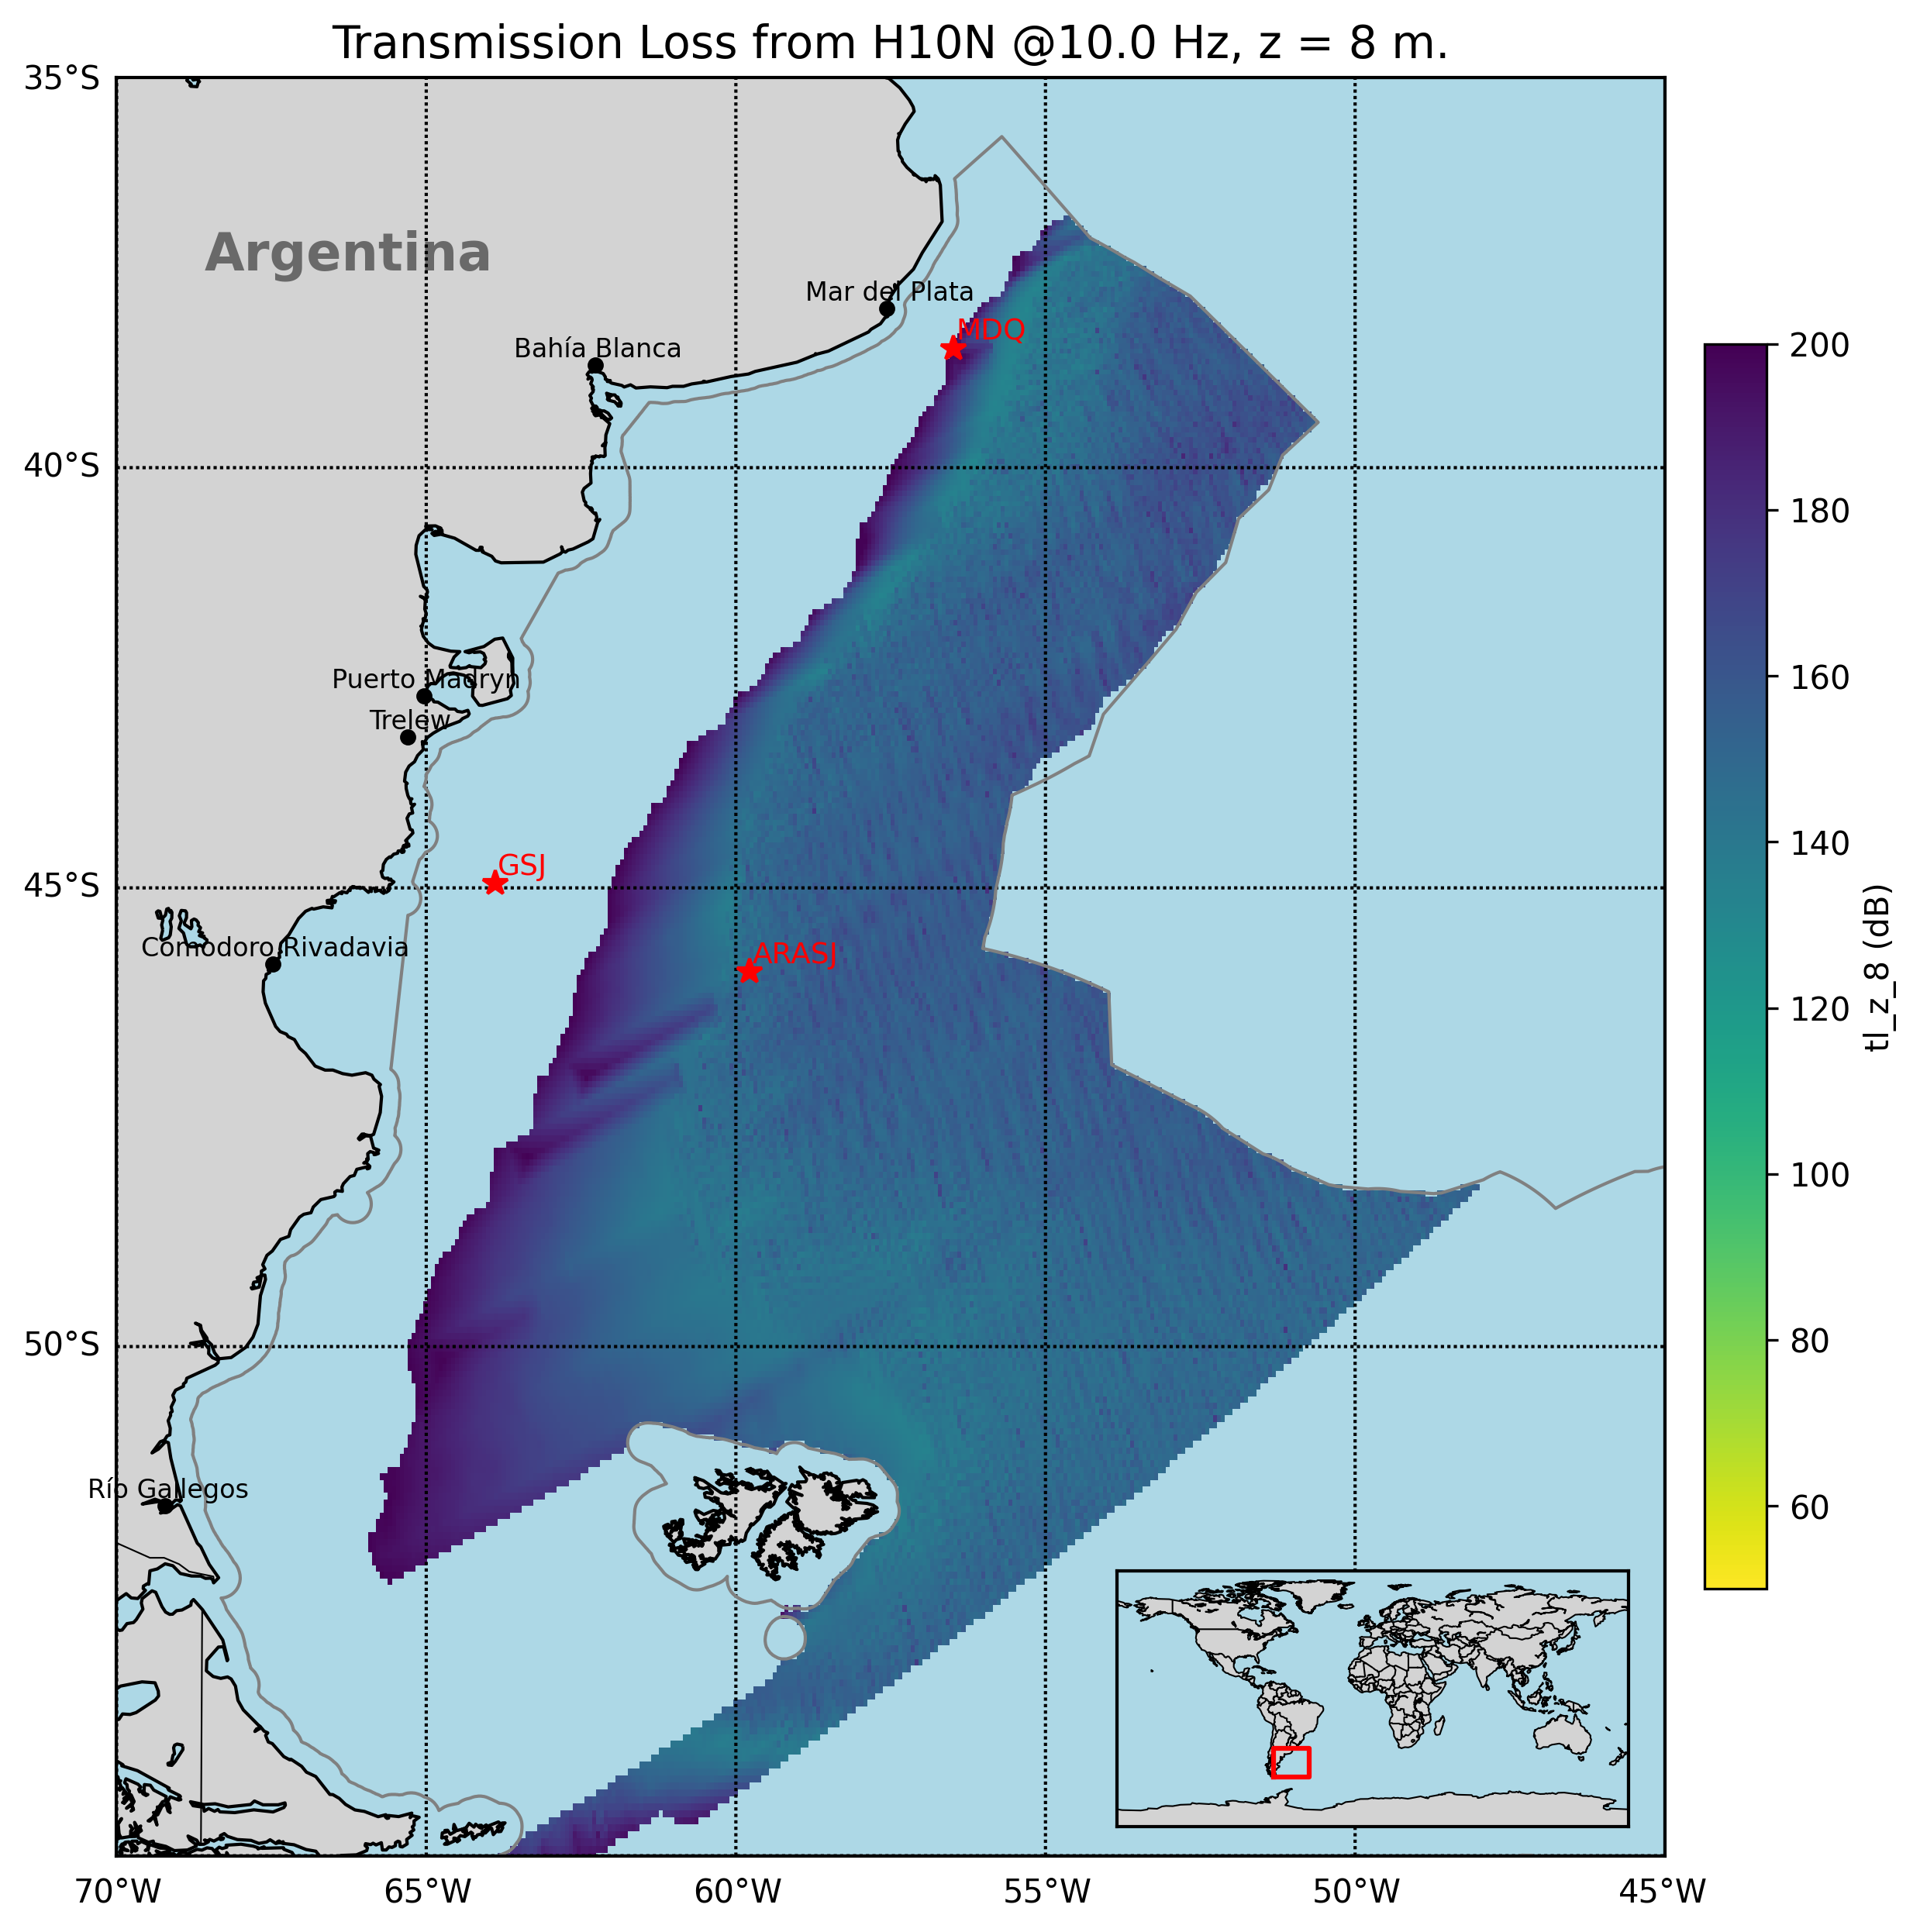 Transmission Loss from H10N @10.0 Hz, z = 8 m.
35°S
Argentina
Mar del Plata
MDQ
Bahía Blanca
200
40°S
180
Puerto Madryn
160
Trelew
140
GSJ
45°S
Comodoro Rivadavia
ARASJ
tl_z_8 (dB)
120
100
50°S
80
Río Gallegos
60
70°W
65°W
60°W
55°W
50°W
45°W